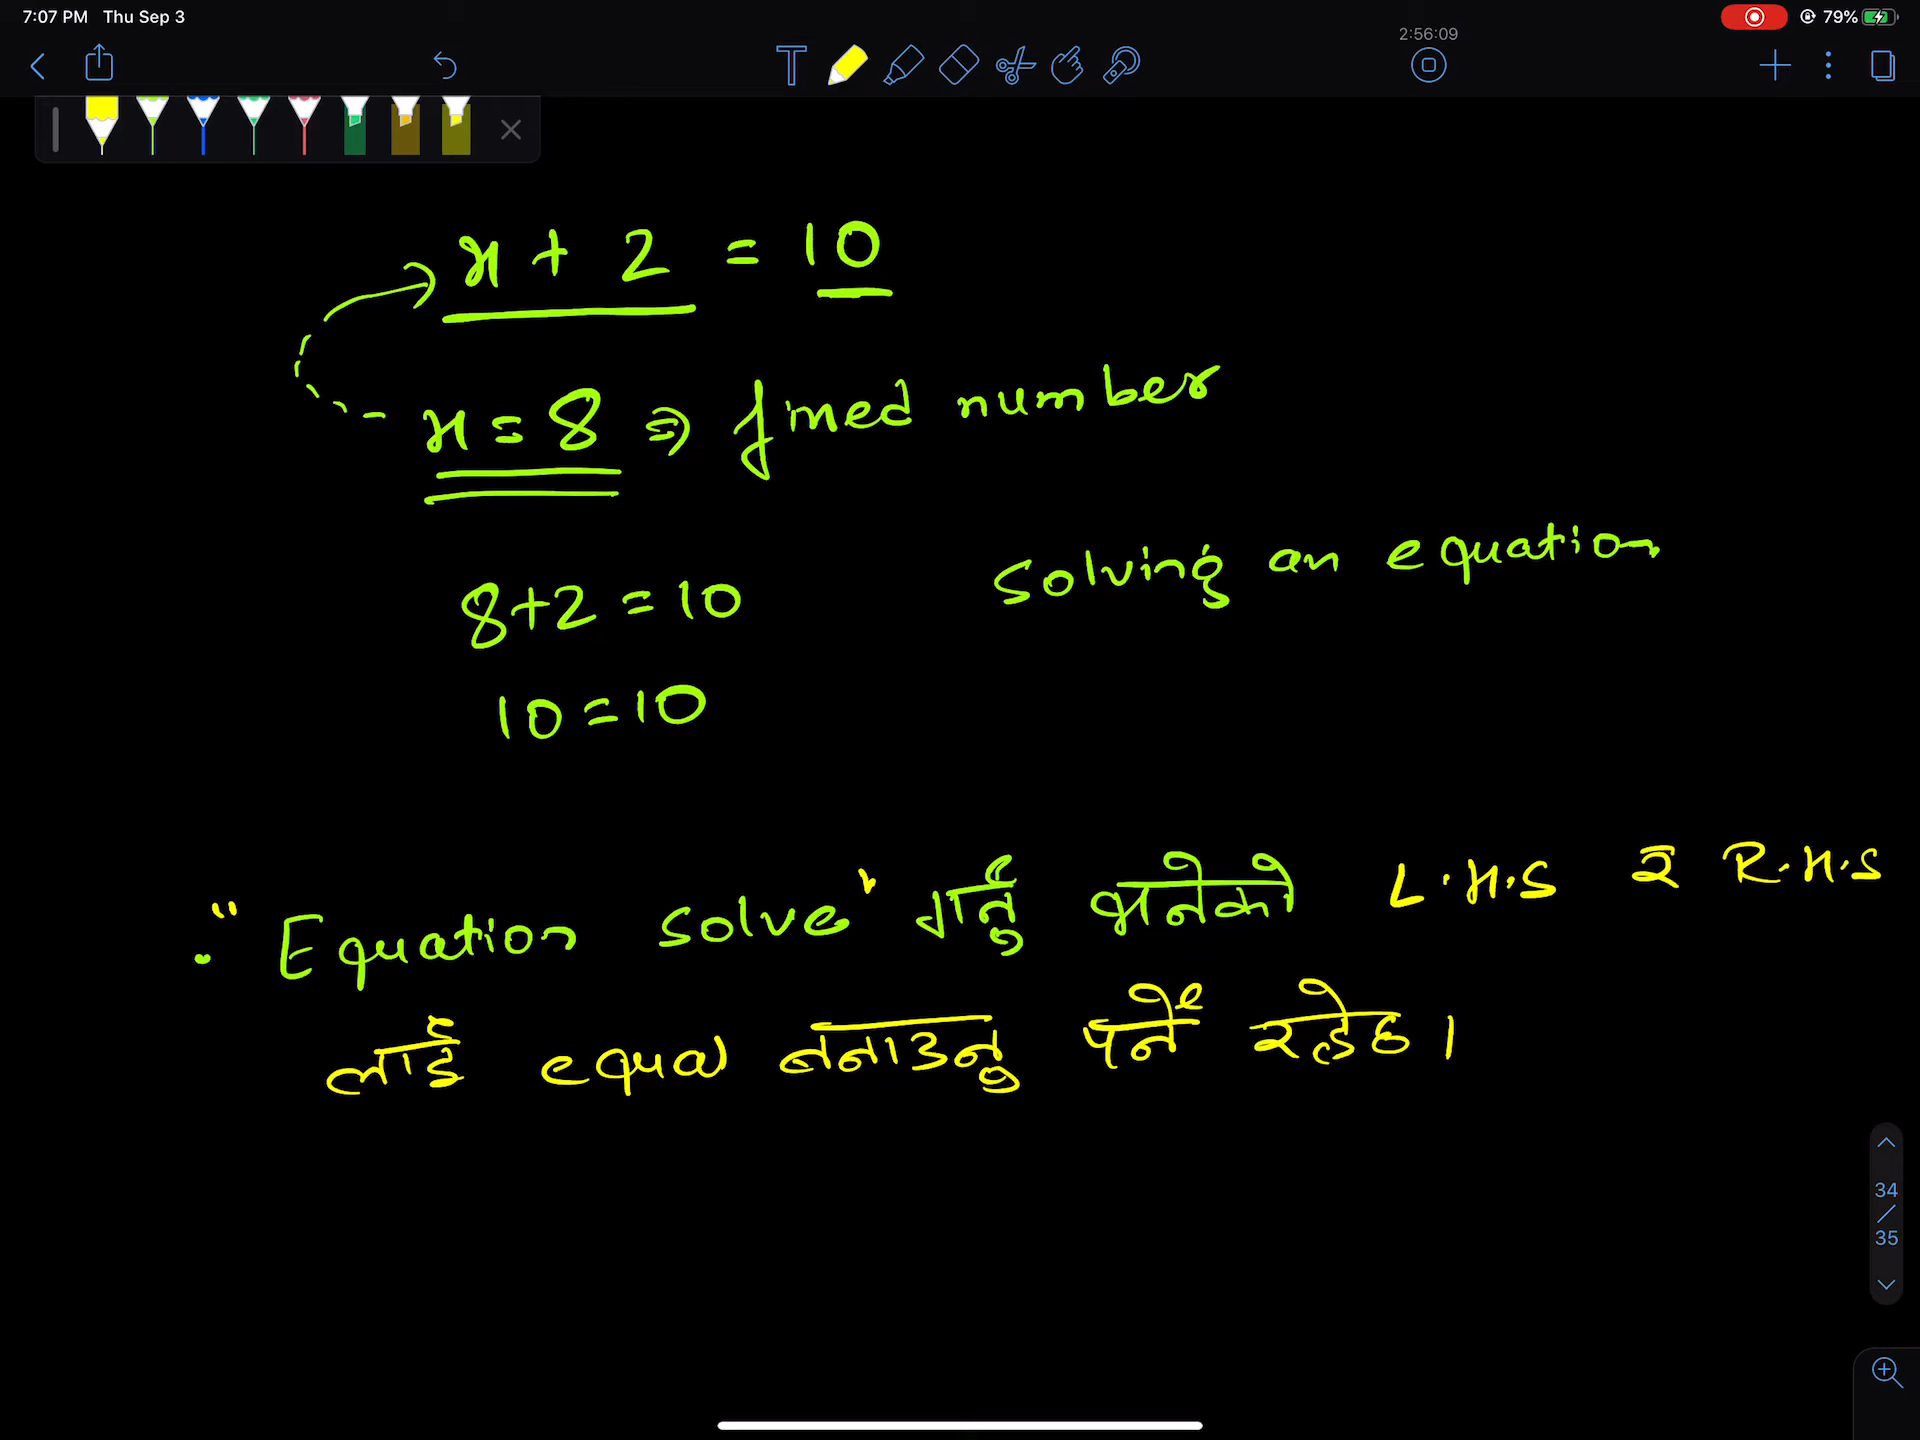 7:07 PM Thu Sep 3
79%
2:56:09
x + 2 = 10
x = 8 ⇒ fixed number
8+2 = 10
solving an equation
10 = 10
"Equation solve" गर्नु भनेको L.H.S र R.H.S
लाई equal बनाउनु पर्ने रहेछ।
34
/
35